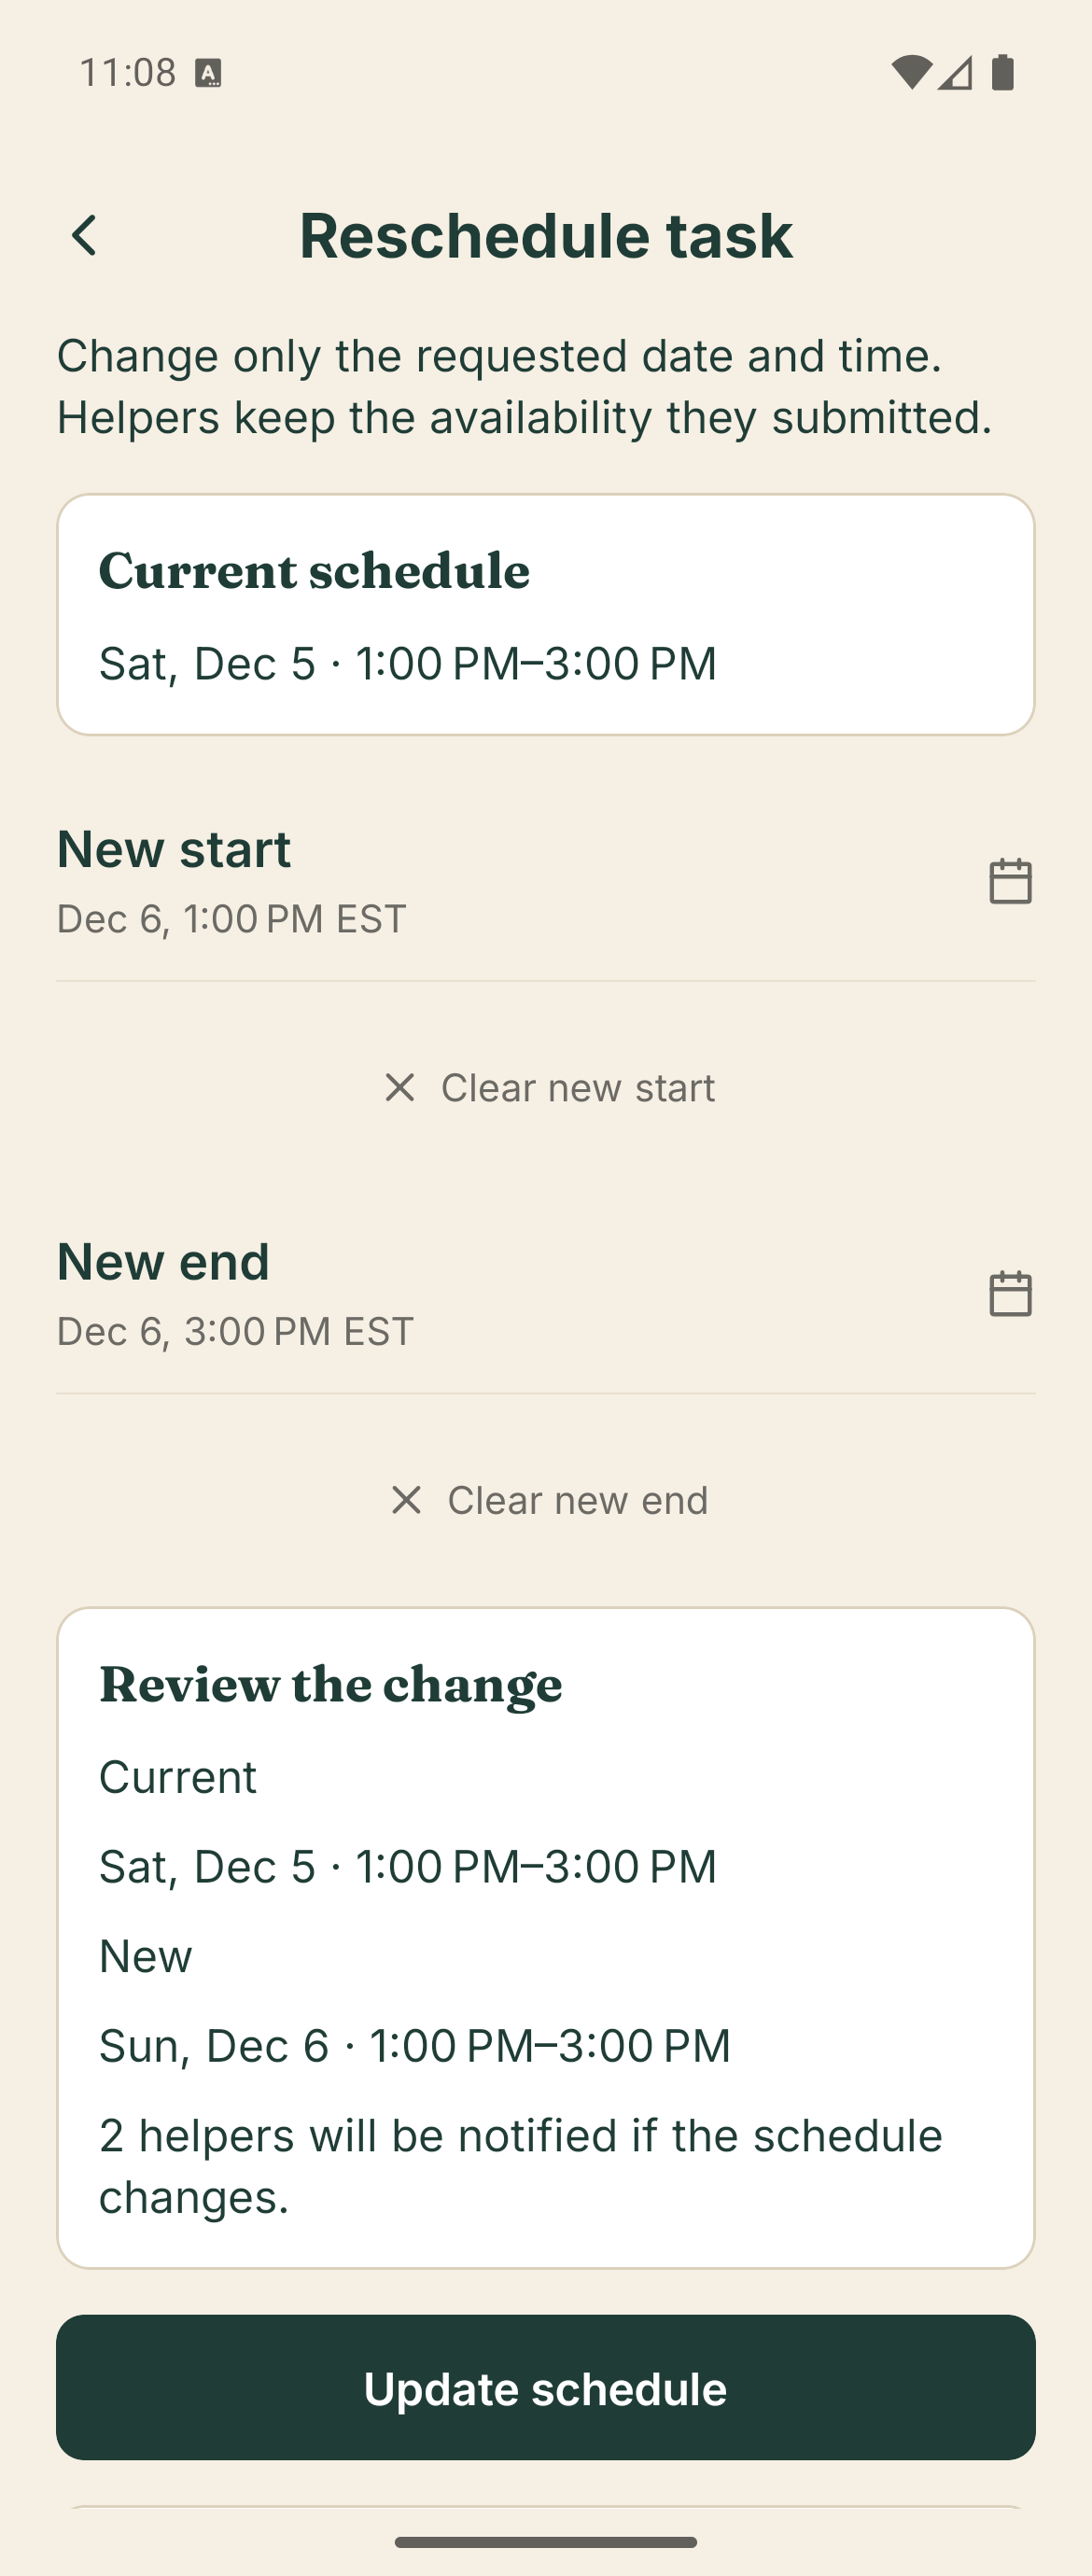 11:08
Reschedule task
Change only the requested date and time.
Helpers keep the availability they submitted.
Current schedule
Sat, Dec 5 · 1:00 PM–3:00 PM
New start
Dec 6, 1:00 PM EST
Clear new start
New end
Dec 6, 3:00 PM EST
Clear new end
Review the change
Current
Sat, Dec 5 · 1:00 PM–3:00 PM
New
Sun, Dec 6 · 1:00 PM–3:00 PM
2 helpers will be notified if the schedule
changes.
Update schedule